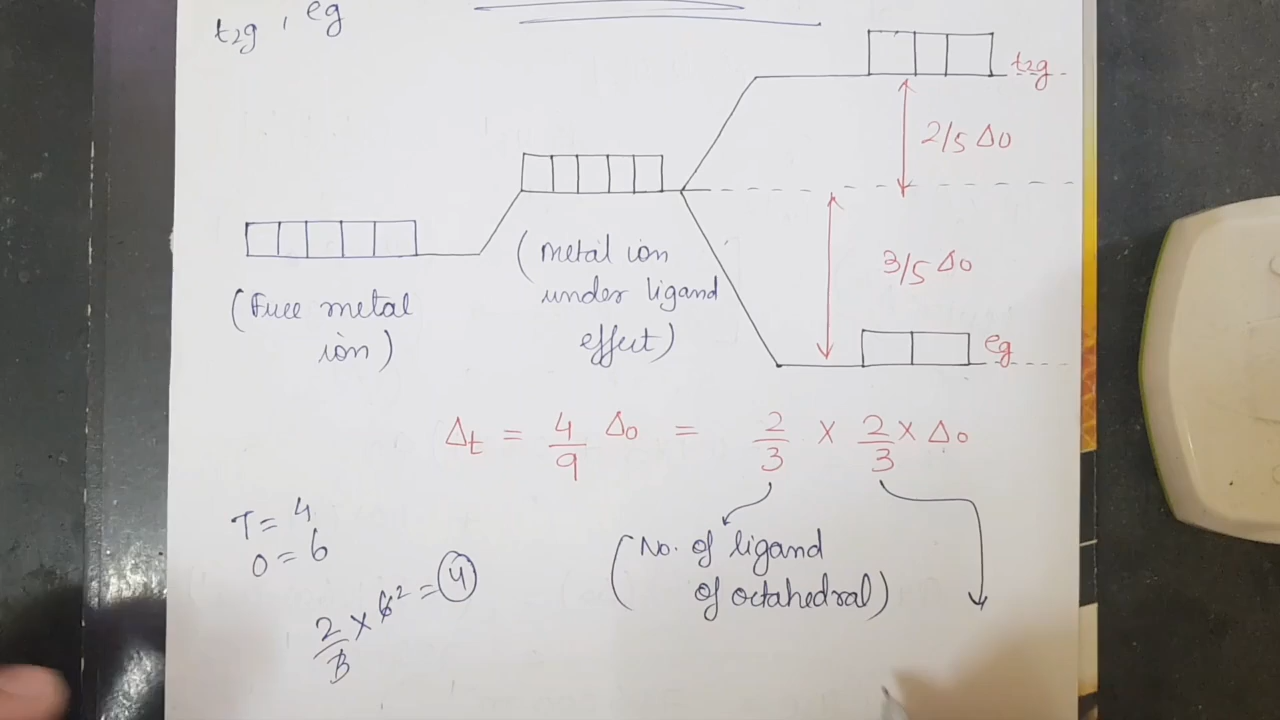 t2g , eg
t2g
2/5 Δo
(Free metal
ion)
(metal ion
under ligand
effect)
3/5 Δo
eg
Δt = 4/9 Δo = 2/3 x 2/3 x Δo
T = 4
O = 6
2/3 x 6 2 = 4
(No. of ligand
of octahedral)